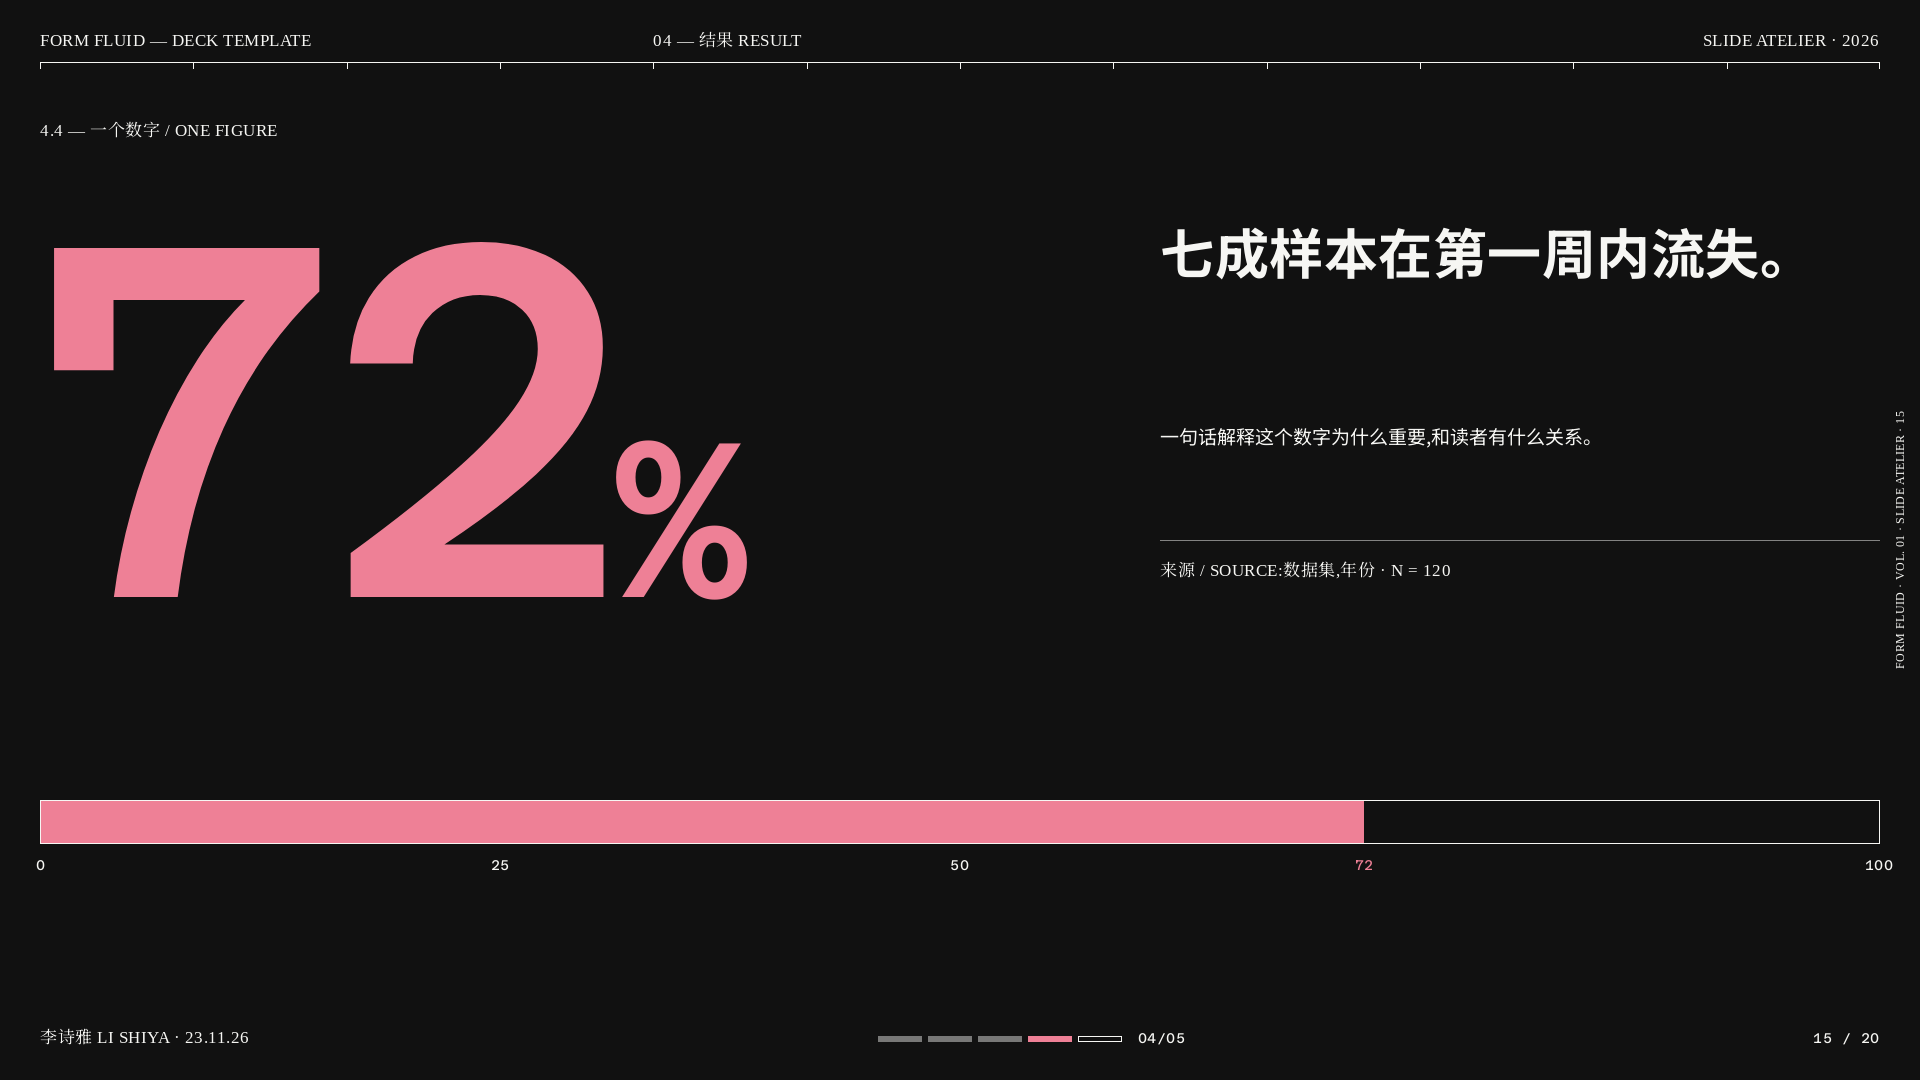 FORM FLUID — DECK TEMPLATE
04 — 结果 RESULT
SLIDE ATELIER · 2026
4.4 — 一个数字 / ONE FIGURE
72%
七成样本在第一周内流失。
一句话解释这个数字为什么重要,和读者有什么关系。
来源 / SOURCE:数据集,年份 · N = 120
FORM FLUID · VOL. 01 · SLIDE ATELIER · 15
0
25
50
72
100
李诗雅 LI SHIYA · 23.11.26
04/05
15 / 20